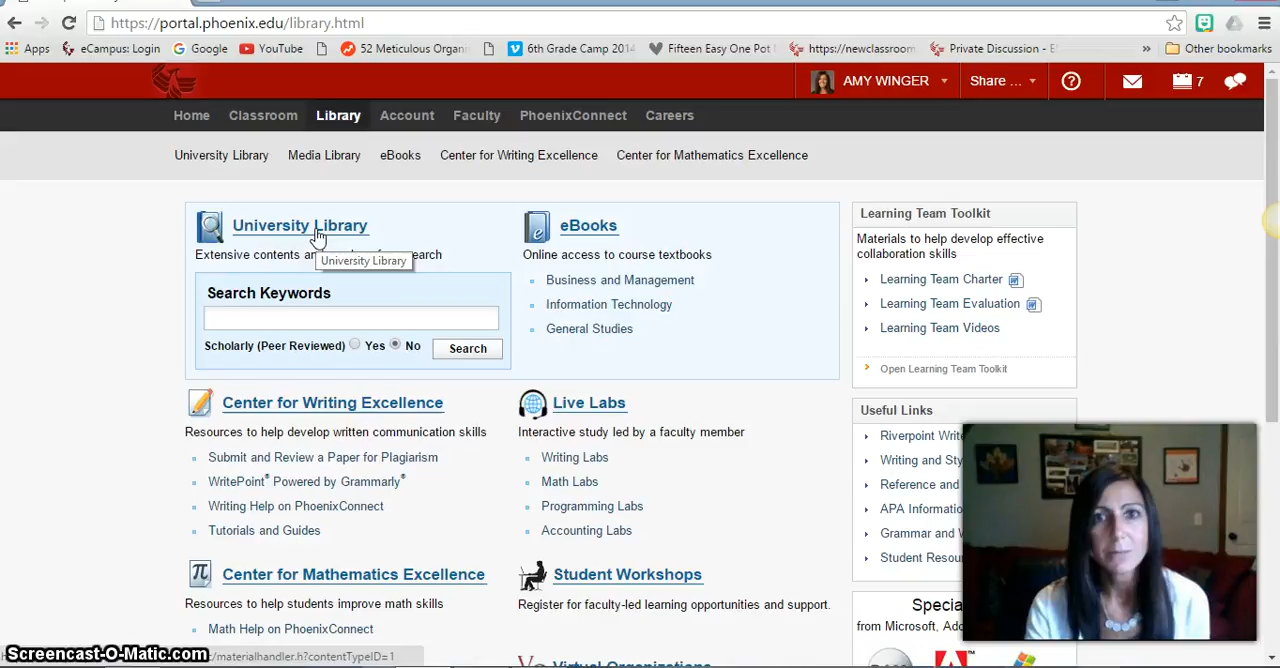 https://portal.phoenix.edu/library.html
Apps eCampus: Login Google YouTube 52 Meticulous Organi 6th Grade Camp 2014 Fifteen Easy One Pot https://newclassroom Private Discussion - E » Other bookmarks
AMY WINGER Share ... 7
Home Classroom Library Account Faculty PhoenixConnect Careers
University Library Media Library eBooks Center for Writing Excellence Center for Mathematics Excellence
University Library
Extensive contents an
University Library
Search Keywords
Scholarly (Peer Reviewed) Yes No Search
eBooks
Online access to course textbooks
Business and Management
Information Technology
General Studies
Learning Team Toolkit
Materials to help develop effective
collaboration skills
Learning Team Charter
Learning Team Evaluation
Learning Team Videos
Open Learning Team Toolkit
Center for Writing Excellence
Resources to help develop written communication skills
Submit and Review a Paper for Plagiarism
WritePoint® Powered by Grammarly®
Writing Help on PhoenixConnect
Tutorials and Guides
Live Labs
Interactive study led by a faculty member
Writing Labs
Math Labs
Programming Labs
Accounting Labs
Useful Links
Riverpoint Write
Writing and Sty
Reference and
APA Informatio
Grammar and W
Student Resour
Center for Mathematics Excellence
Resources to help students improve math skills
Math Help on PhoenixConnect
Student Workshops
Register for faculty-led learning opportunities and support.
Virtual Organizations
Specia
from Microsoft, Ado
Screencast-O-Matic.com
/materialhandler.h?contentTypeID=1